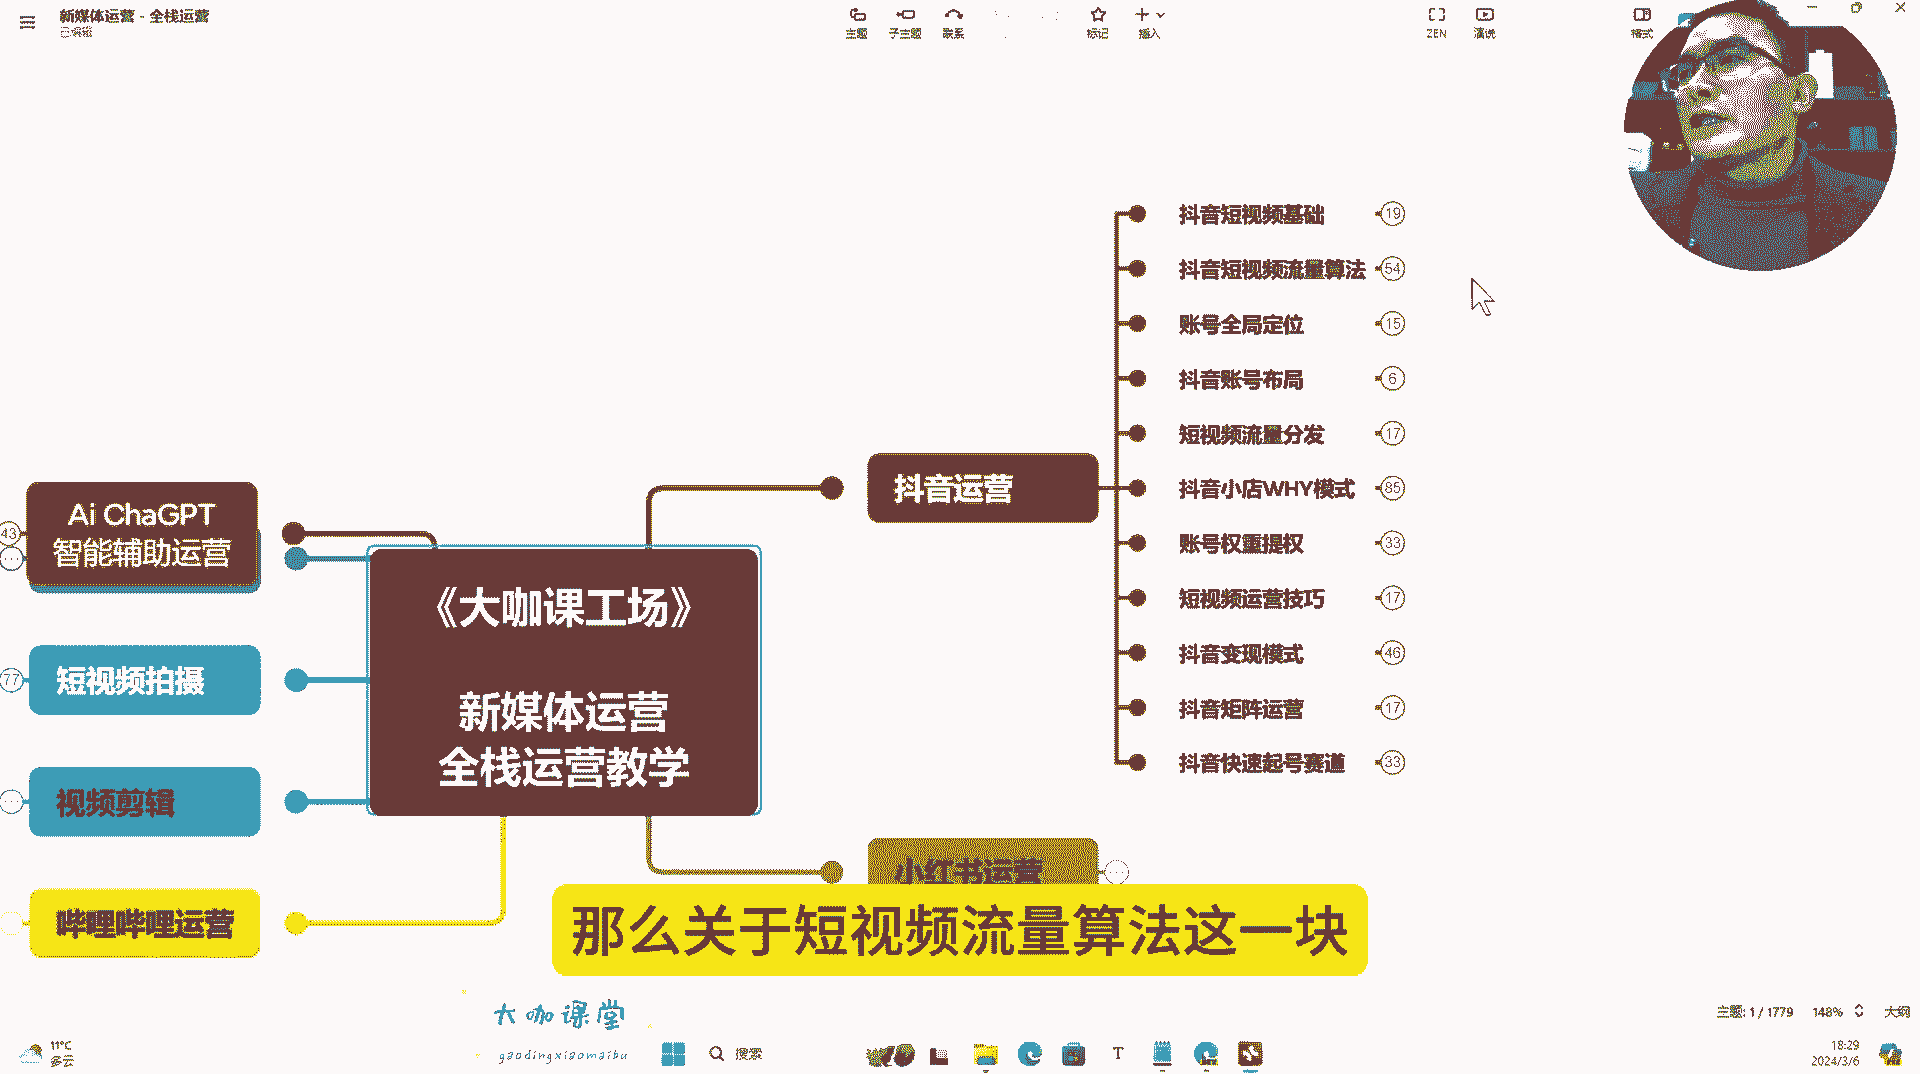 新媒体运营 - 全栈运营
已编辑
主题
子主题
联系
标记
插入
ZEN
演说
格式
抖音短视频基础
19
抖音短视频流量算法
54
账号全局定位
15
抖音账号布局
6
短视频流量分发
17
抖音运营
抖音小店WHY模式
85
账号权重提权
33
短视频运营技巧
17
抖音变现模式
46
抖音矩阵运营
17
抖音快速起号赛道
33
43
Ai ChaGPT
智能辅助运营
77
短视频拍摄
视频剪辑
哔哩哔哩运营
《大咖课工场》
新媒体运营
全栈运营教学
小红书运营
那么关于短视频流量算法这一块
大咖课堂
gaodingxiaomaibu
主题: 1 / 1779
148%
大纲
11°C
多云
搜索
18:29
2024/3/6